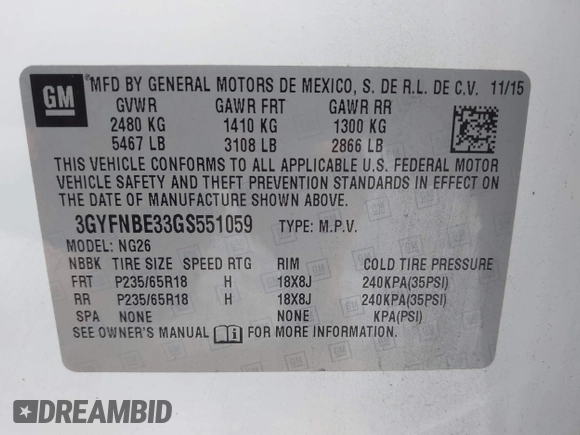 GM
MFD BY GENERAL MOTORS DE MEXICO, S. DE R.L. DE C.V. 11/15
GVWR GAWR FRT GAWR RR
2480 KG 1410 KG 1300 KG
5467 LB 3108 LB 2866 LB
THIS VEHICLE CONFORMS TO ALL APPLICABLE U.S. FEDERAL MOTOR
VEHICLE SAFETY AND THEFT PREVENTION STANDARDS IN EFFECT ON
THE DATE OF MANUFACTURE SHOWN ABOVE.
3GYFNBE33GS551059 TYPE: M.P.V.
MODEL: NG26
NBBK TIRE SIZE SPEED RTG RIM COLD TIRE PRESSURE
FRT P235/65R18 H 18X8J 240KPA(35PSI)
RR P235/65R18 H 18X8J 240KPA(35PSI)
SPA NONE NONE KPA(PSI)
SEE OWNER'S MANUAL FOR MORE INFORMATION.
DREAMBID